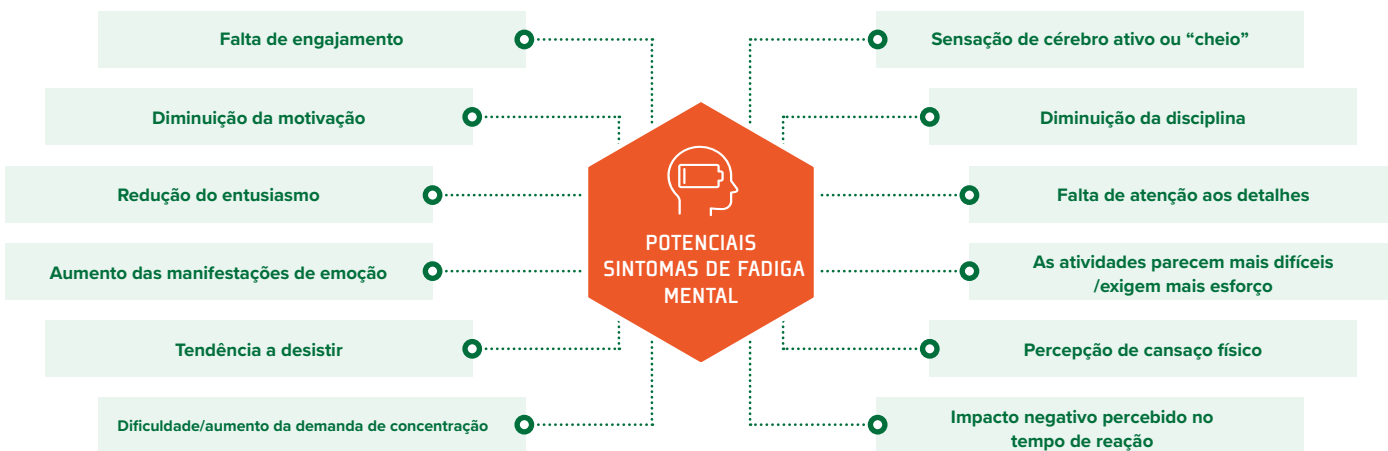 Falta de engajamento
Diminuição da motivação
Redução do entusiasmo
Aumento das manifestações de emoção
Tendência a desistir
Dificuldade/aumento da demanda de concentração
POTENCIAIS
SINTOMAS DE FADIGA
MENTAL
Sensação de cérebro ativo ou “cheio”
Diminuição da disciplina
Falta de atenção aos detalhes
As atividades parecem mais difíceis
/exigem mais esforço
Percepção de cansaço físico
Impacto negativo percebido no
tempo de reação